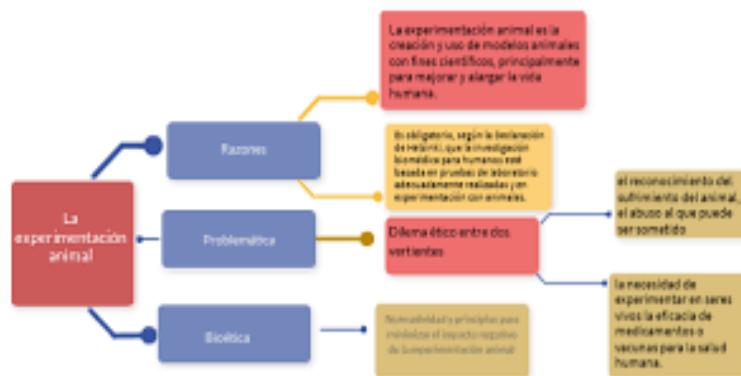 La experimentación animal es la
creación y uso de modelos animales
con fines científicos, principalmente
para mejorar y alargar la vida
humana.
Razones
Es obligatorio, según la Declaración
de Helsinki, que la investigación
biomédica para humanos esté
basada en pruebas de laboratorio
adecuadamente realizadas y en
experimentación con animales.
La
experimentación
animal
Problemática
Dilema ético entre dos
vertientes
el reconocimiento del
sufrimiento del animal,
el abuso al que puede
ser sometido
la necesidad de
experimentar en seres
vivos la eficacia de
medicamentos o
vacunas para la salud
humana.
Bioética
Normatividad y principios para
minimizar el impacto negativo
de la experimentación animal